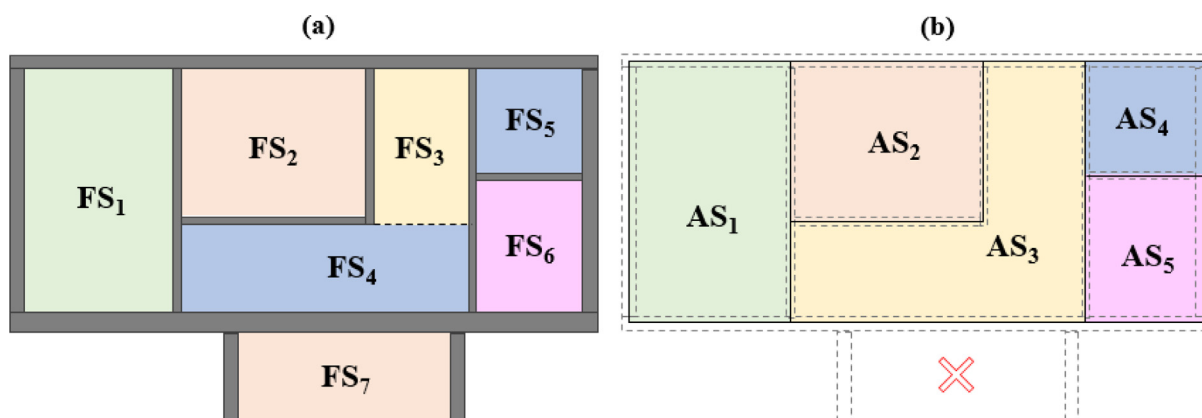 (a)
FS₁
FS₂
FS₃
FS₄
FS₅
FS₆
FS₇
(b)
AS₁
AS₂
AS₃
AS₄
AS₅